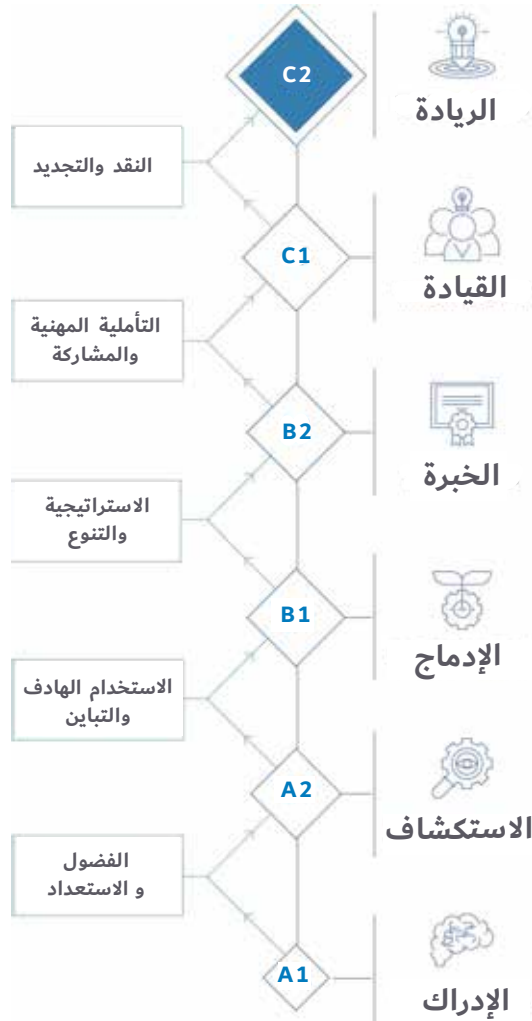 C2
الريادة
النقد والتجديد
C1
القيادة
التأملية المهنية
والمشاركة
B2
الخبرة
الاستراتيجية
والتنوع
B1
الإدماج
الاستخدام الهادف
والتباين
A2
الاستكشاف
الفضول
و الاستعداد
A1
الإدراك